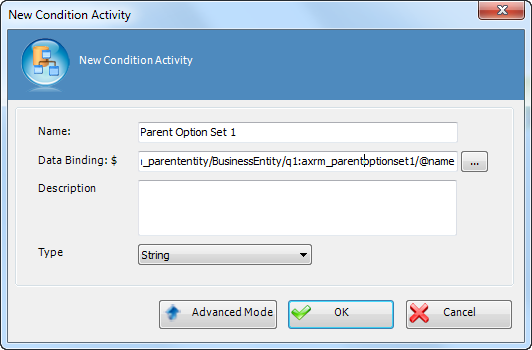 New Condition Activity
New Condition Activity
Name: Parent Option Set 1
Data Binding: $ _parententity/BusinessEntity/q1:axrm_parentoptionset1/@name ...
Description
Type String
Advanced Mode OK Cancel